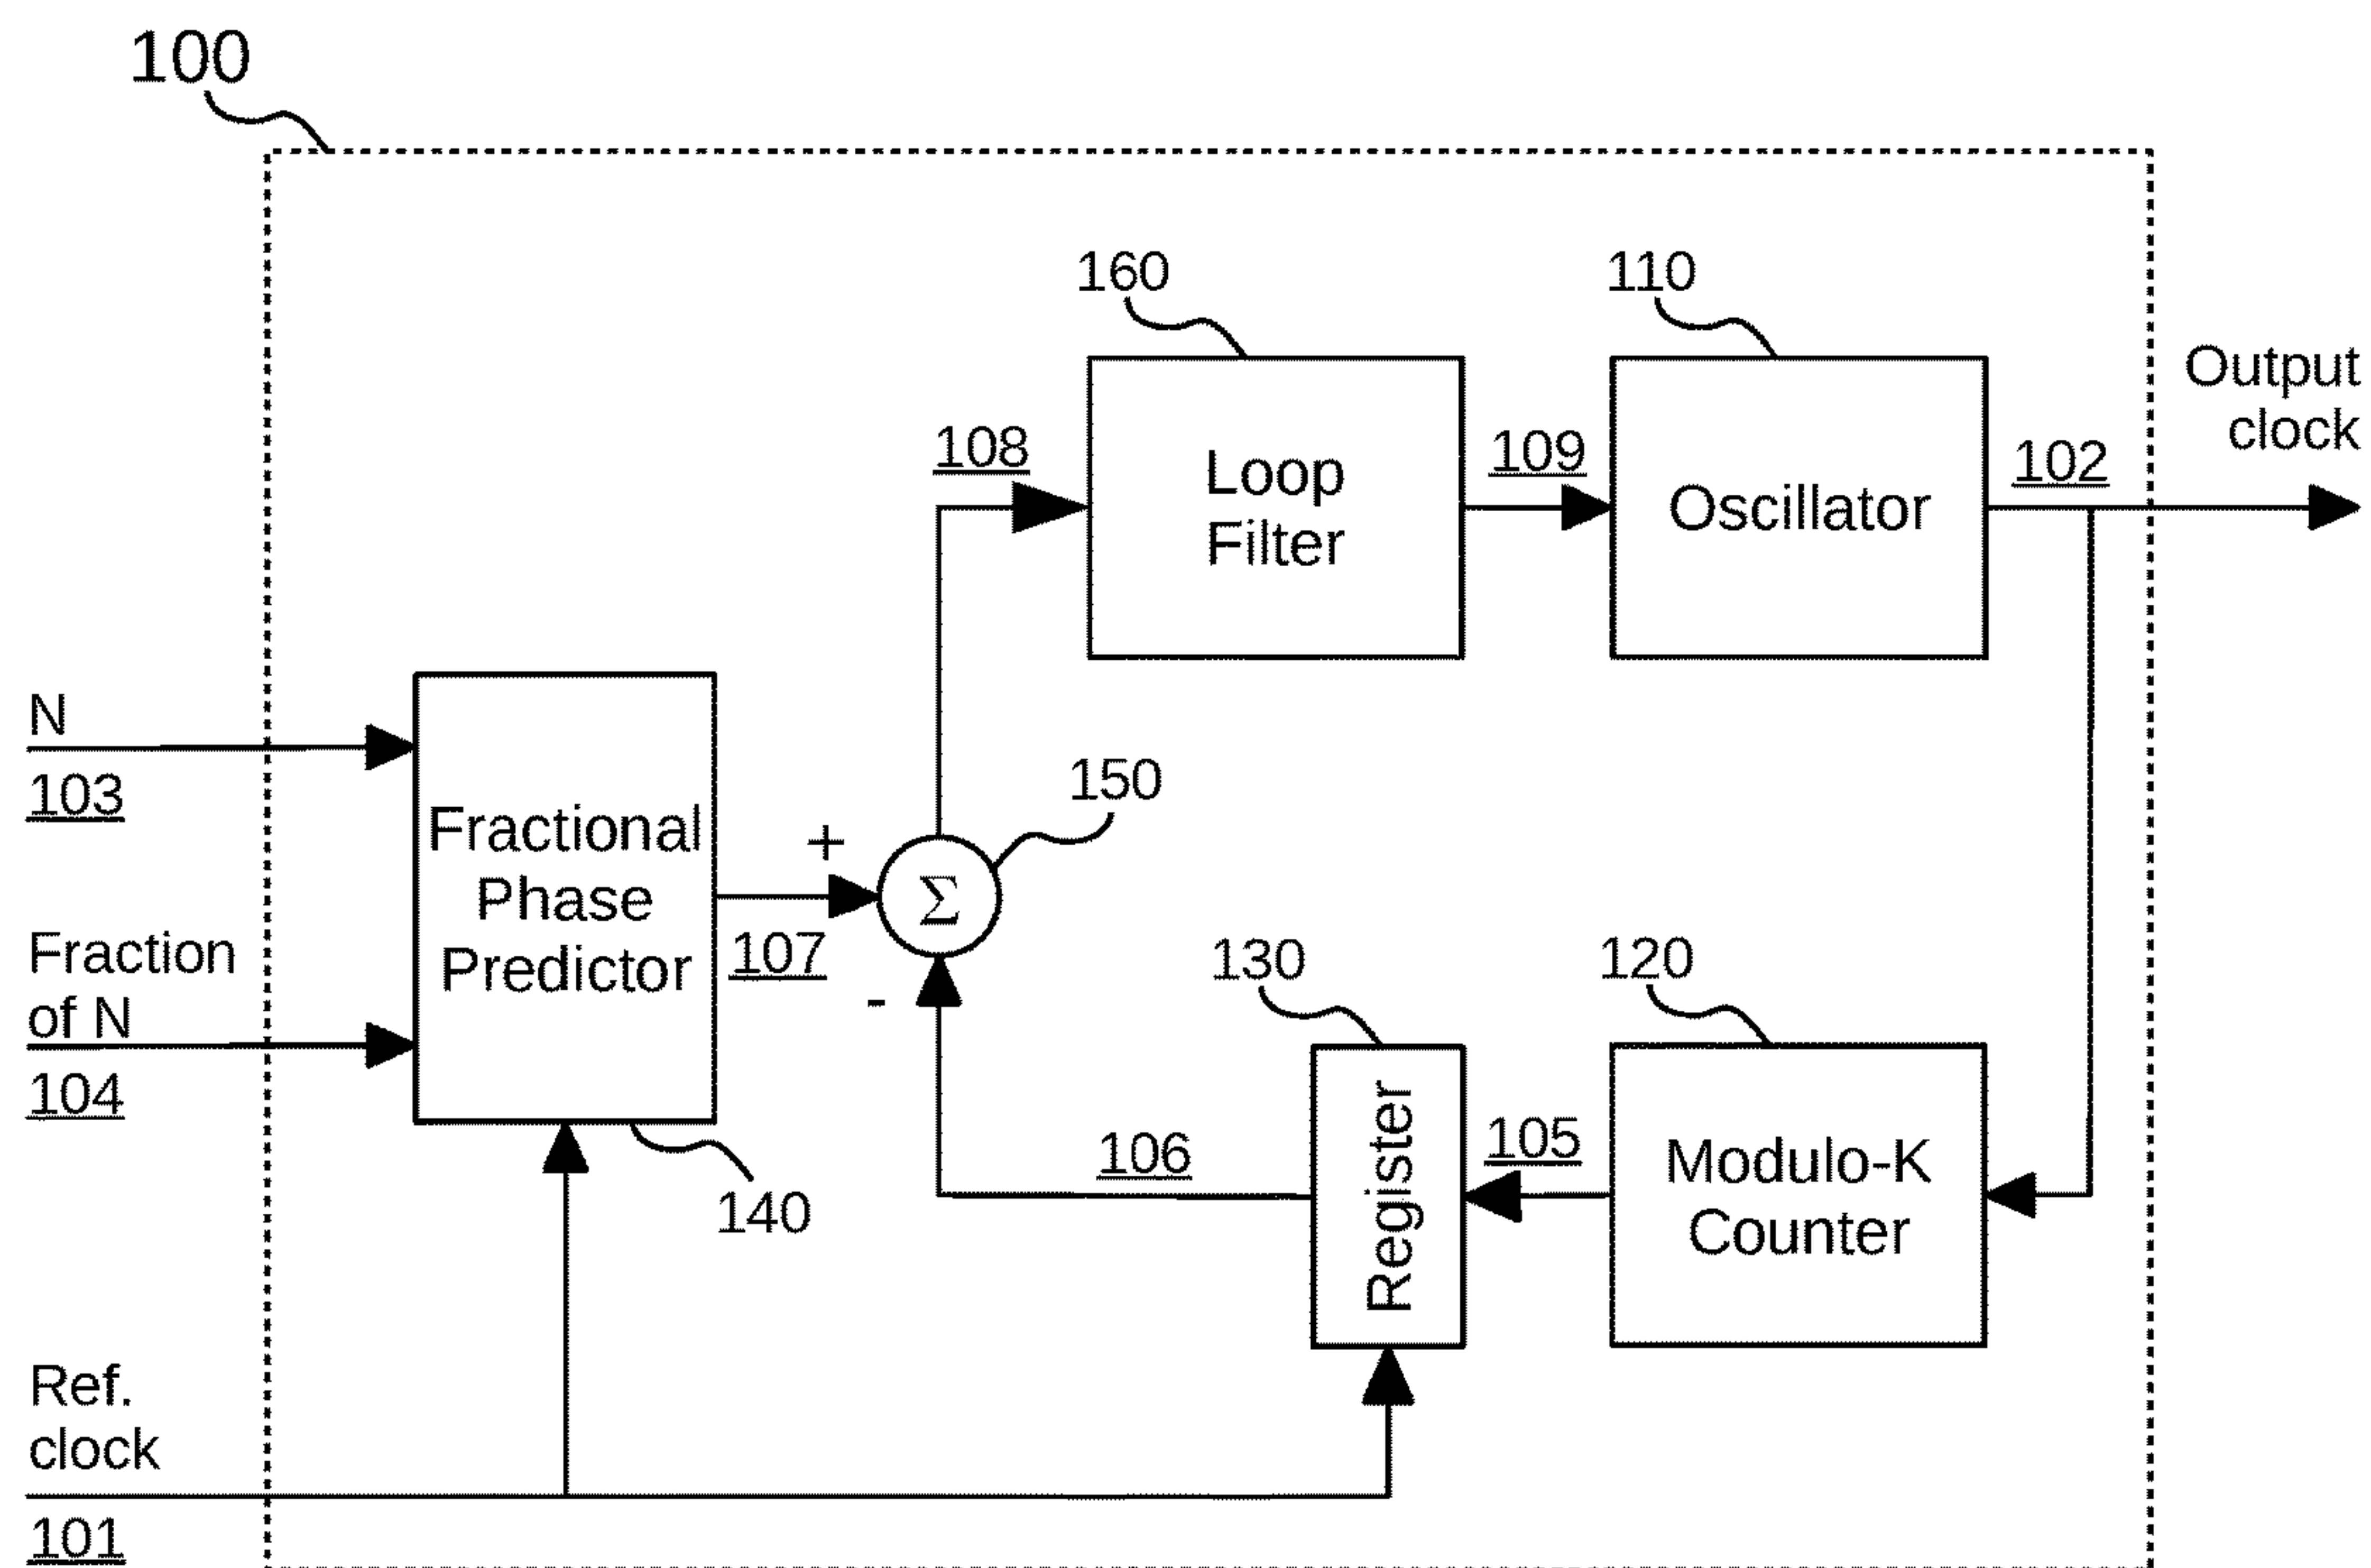 100
160
110
Output
clock
108
Loop
Filter
109
Oscillator
102
N
103
Fractional
Phase
Predictor
+
107
150
Σ
-
Fraction
of N
104
130
120
140
106
Register
105
Modulo-K
Counter
Ref.
clock
101